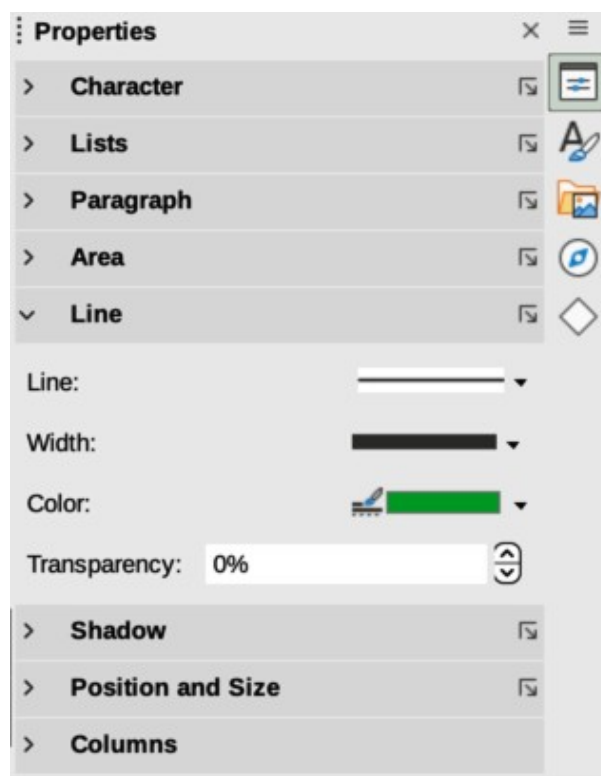 Properties
Character
Lists
Paragraph
Area
Line
Line:
Width:
Color:
Transparency: 0%
Shadow
Position and Size
Columns